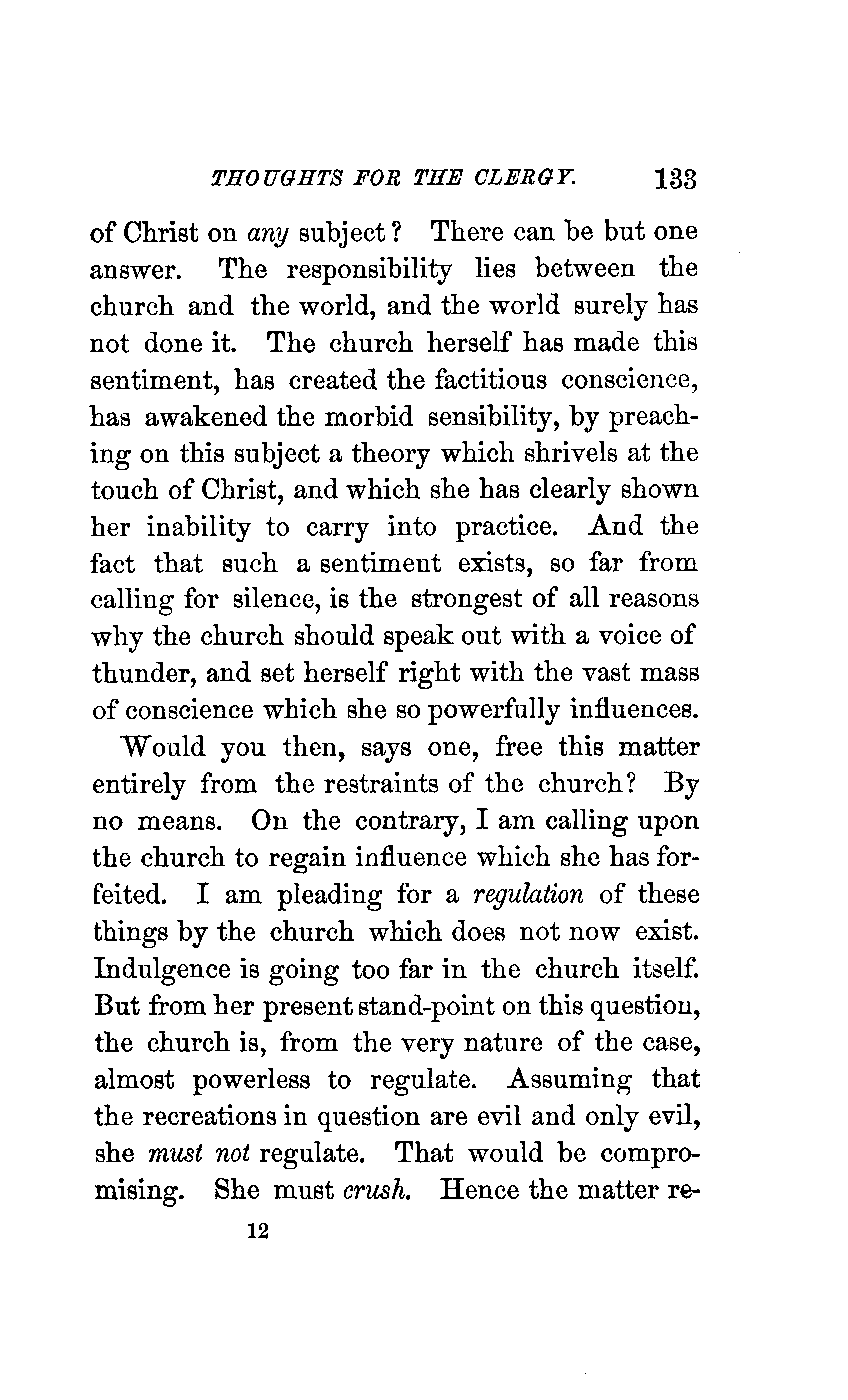 THOUGHTS FOR THE CLERGY. 133
of Christ on any subject? There can be but one
answer. The responsibility lies between the
church and the world, and the world surely has
not done it. The church herself has made this
sentiment, has created the factitious conscience,
has awakened the morbid sensibility, by preach-
ing on this subject a theory which shrivels at the
touch of Christ, and which she has clearly shown
her inability to carry into practice. And the
fact that such a sentiment exists, so far from
calling for silence, is the strongest of all reasons
why the church should speak out with a voice of
thunder, and set herself right with the vast mass
of conscience which she so powerfully influences.
Would you then, says one, free this matter
entirely from the restraints of the church? By
no means. On the contrary, I am calling upon
the church to regain influence which she has for-
feited. I am pleading for a regulation of these
things by the church which does not now exist.
Indulgence is going too far in the church itself.
But from her present stand-point on this question,
the church is, from the very nature of the case,
almost powerless to regulate. Assuming that
the recreations in question are evil and only evil,
she must not regulate. That would be compro-
mising. She must crush. Hence the matter re-
12